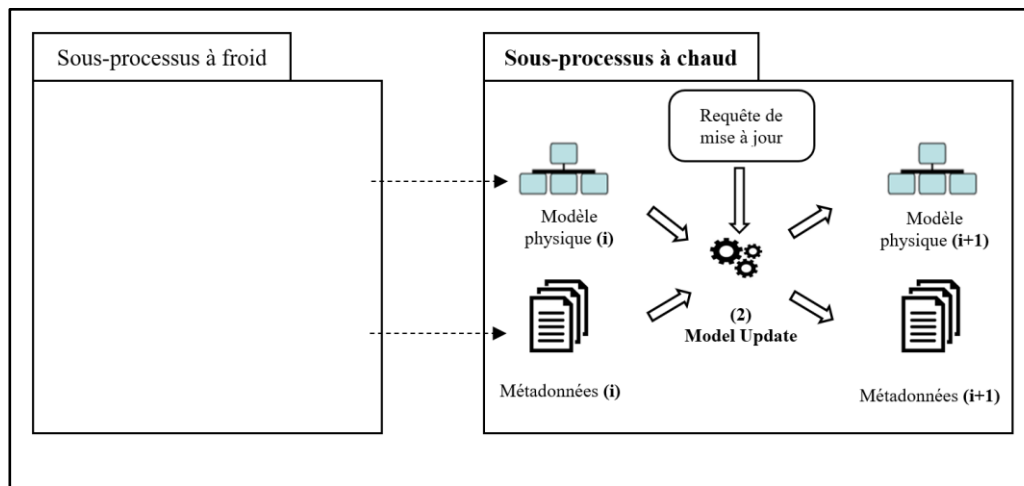 Sous-processus à froid
Sous-processus à chaud
Requête de
mise à jour
Modèle
physique (i)
Modèle
physique (i+1)
(2)
Model Update
Métadonnées (i)
Métadonnées (i+1)